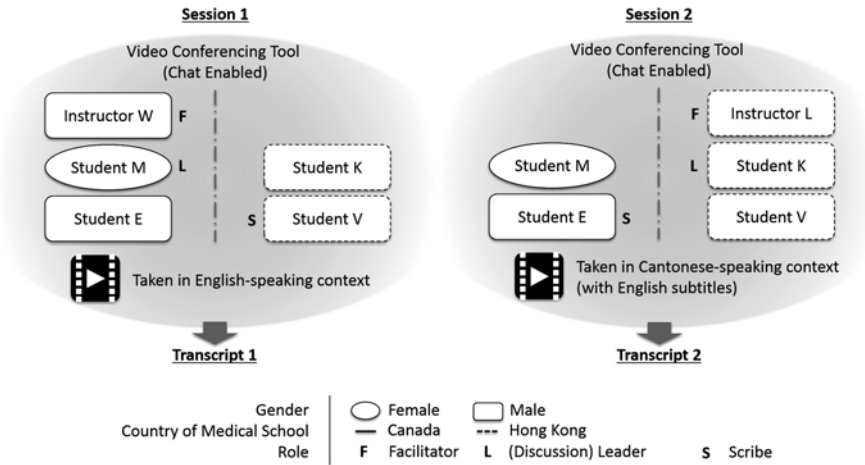 Session 1
Video Conferencing Tool
(Chat Enabled)
Instructor W F
Student M L
Student K
Student E
S Student V
Taken in English-speaking context
Transcript 1
Session 2
Video Conferencing Tool
(Chat Enabled)
F Instructor L
Student M
L Student K
Student E S
Student V
Taken in Cantonese-speaking context
(with English subtitles)
Transcript 2
Gender Female Male
Country of Medical School Canada Hong Kong
Role F Facilitator L (Discussion) Leader S Scribe